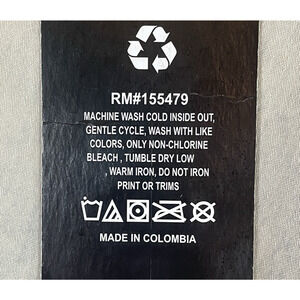 RM#155479
MACHINE WASH COLD INSIDE OUT,
GENTLE CYCLE, WASH WITH LIKE
COLORS, ONLY NON-CHLORINE
BLEACH , TUMBLE DRY LOW
, WARM IRON, DO NOT IRON
PRINT OR TRIMS
MADE IN COLOMBIA